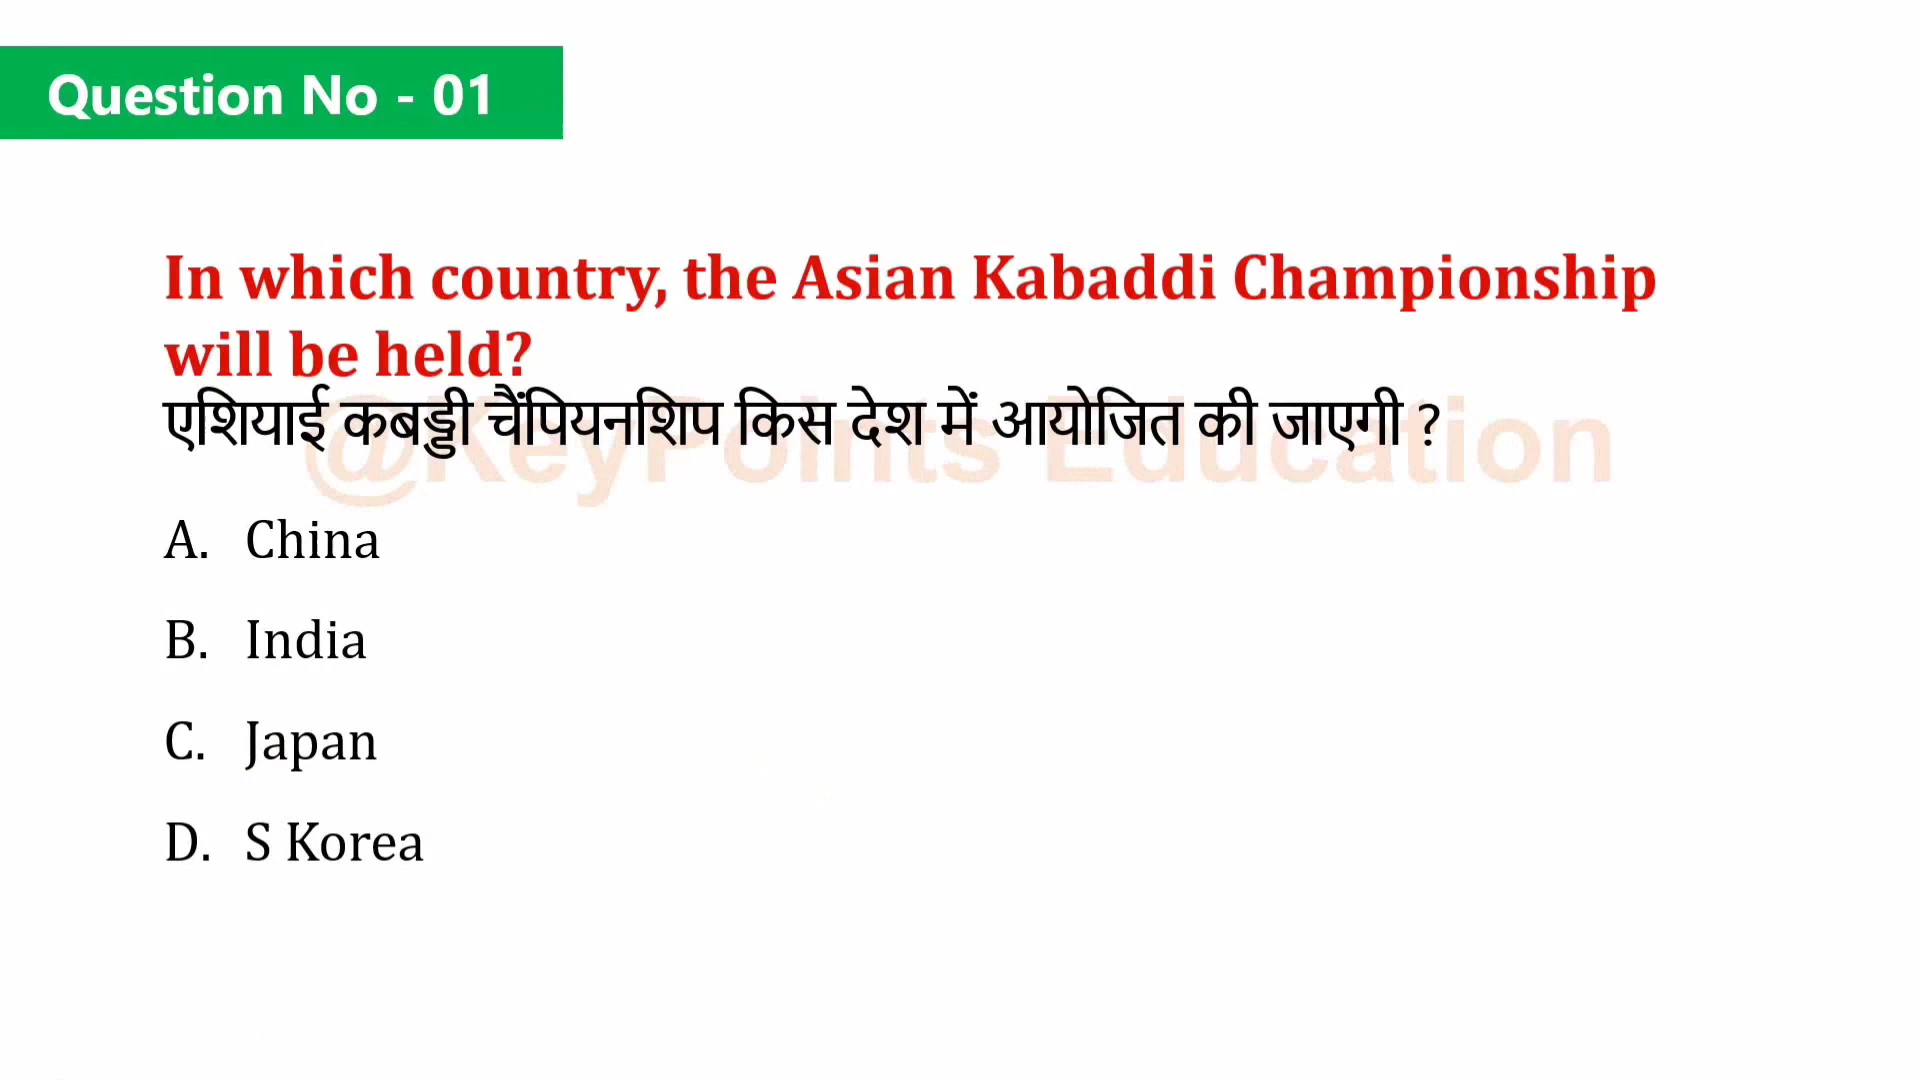 Question No - 01
In which country, the Asian Kabaddi Championship
will be held?
एशियाई कबड्डी चैंपियनशिप किस देश में आयोजित की जाएगी ?
@KeyPoints Education
A. China
B. India
C. Japan
D. S Korea